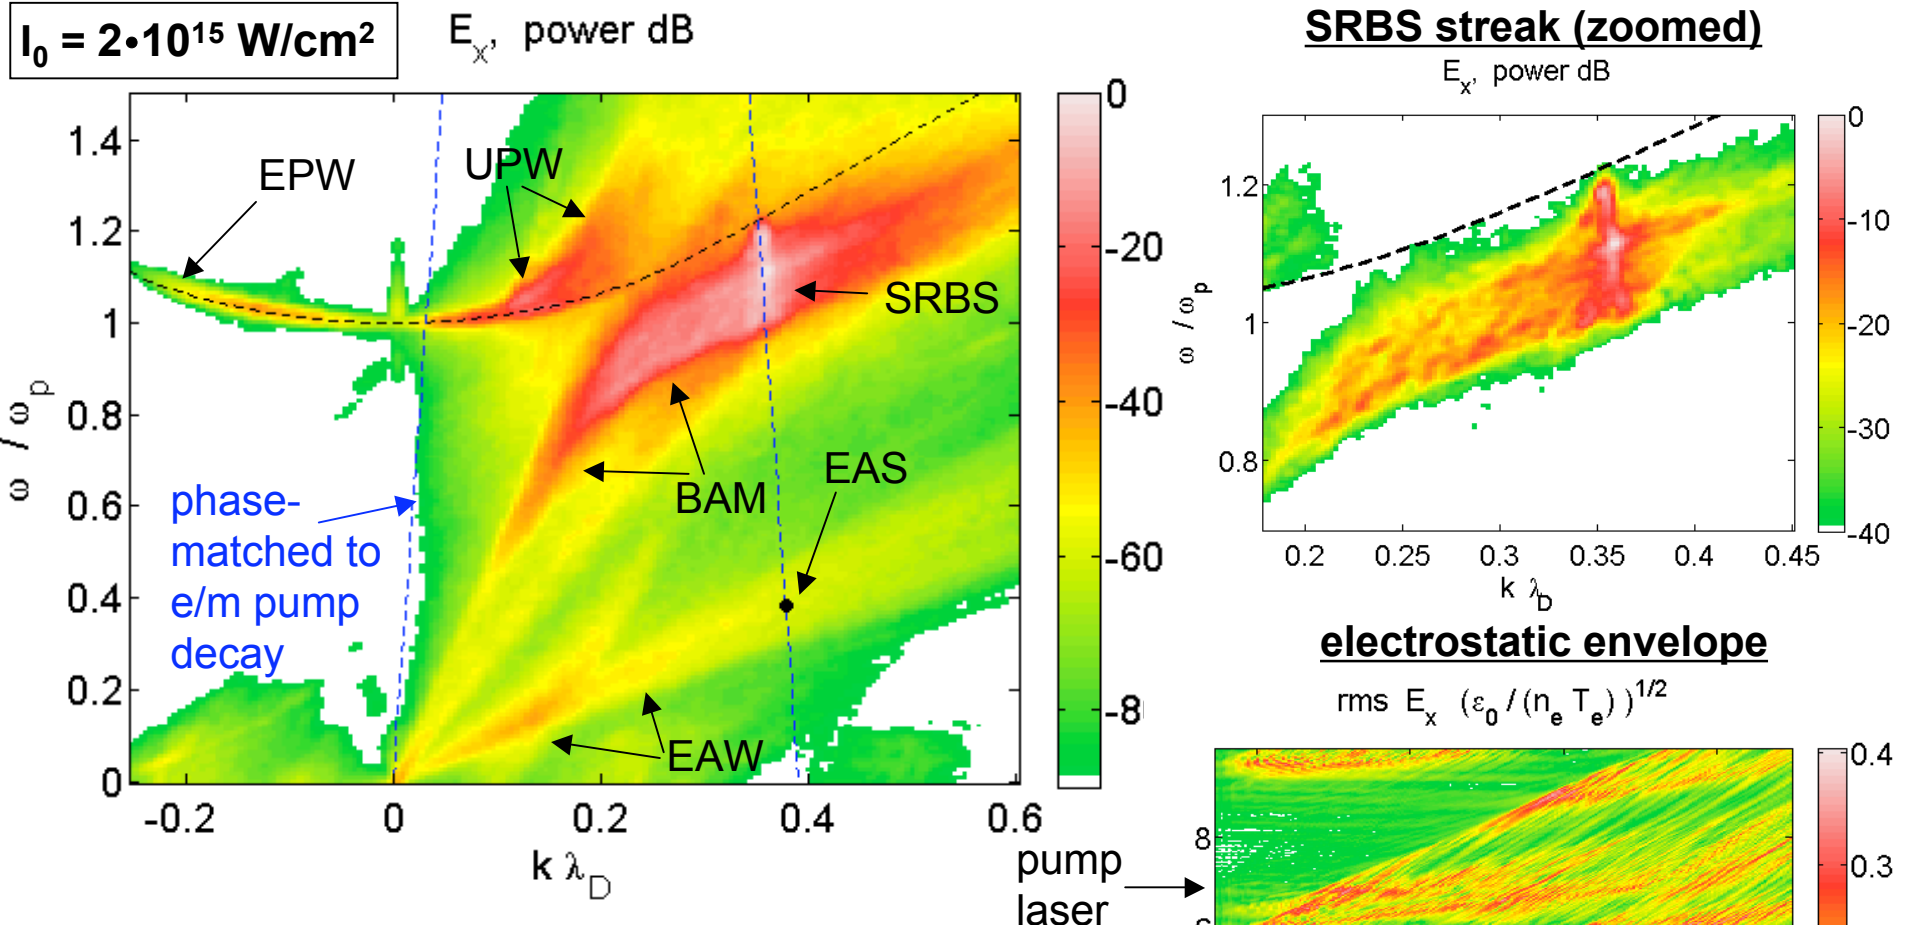 I₀ = 2•10¹⁵ W/cm²
Eₓ, power dB
EPW
UPW
SRBS
BAM
EAS
EAW
phase-
matched to
e/m pump
decay
1.4
1.2
1
0.8
0.6
0.4
0.2
0
ω / ωₚ
-0.2
0
0.2
0.4
0.6
k λ_D
0
-20
-40
-60
-8
SRBS streak (zoomed)
Eₓ, power dB
1.2
1
0.8
ω / ωₚ
0.2
0.25
0.3
0.35
0.4
0.45
k λ_D
0
-10
-20
-30
-40
electrostatic envelope
rms Eₓ (ε₀ / (nₑ Tₑ) )^1/2
8
0.4
0.3
pump
laser